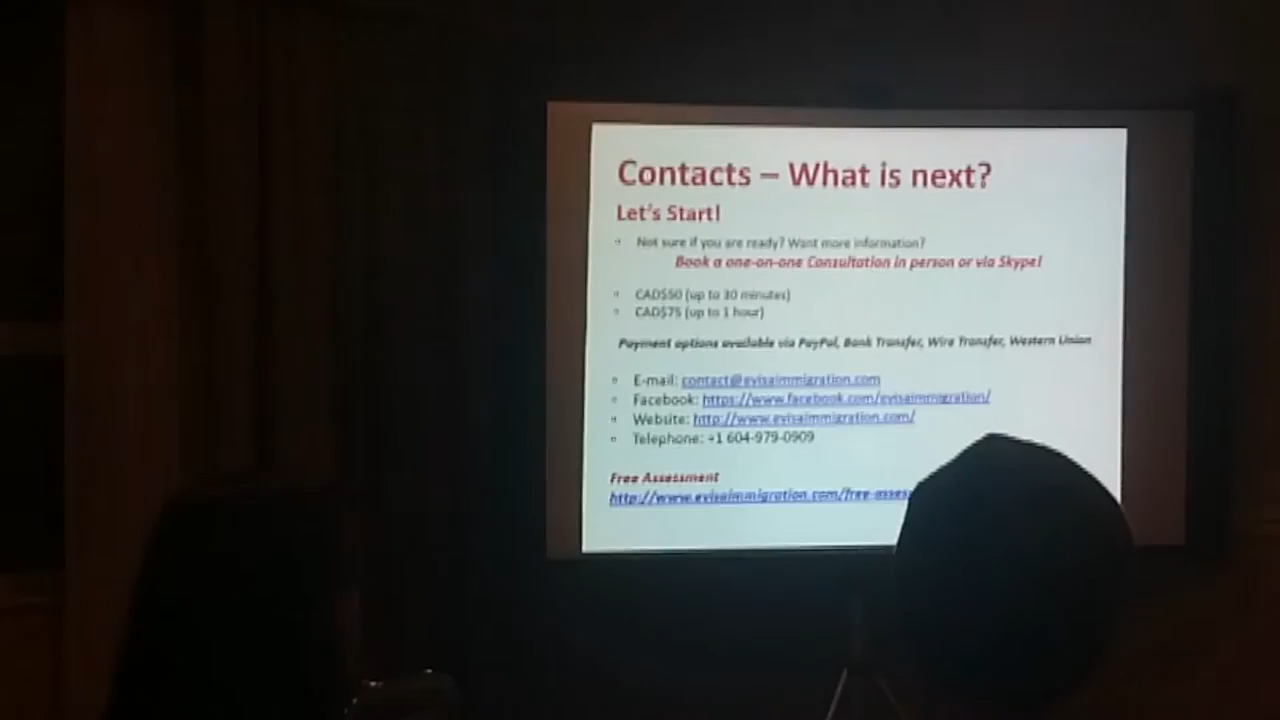 Contacts – What is next?
Let's Start!
Not sure if you are ready? Want more information?
Book a one-on-one Consultation in person or via Skype!
CAD$50 (up to 30 minutes)
CAD$75 (up to 1 hour)
Payment options available via PayPal, Bank Transfer, Wire Transfer, Western Union
E-mail: contact@evisaimmigration.com
Facebook: https://www.facebook.com/evisaimmigration/
Website: http://www.evisaimmigration.com/
Telephone: +1 604-979-0909
Free Assessment
http://www.evisaimmigration.com/free-asses